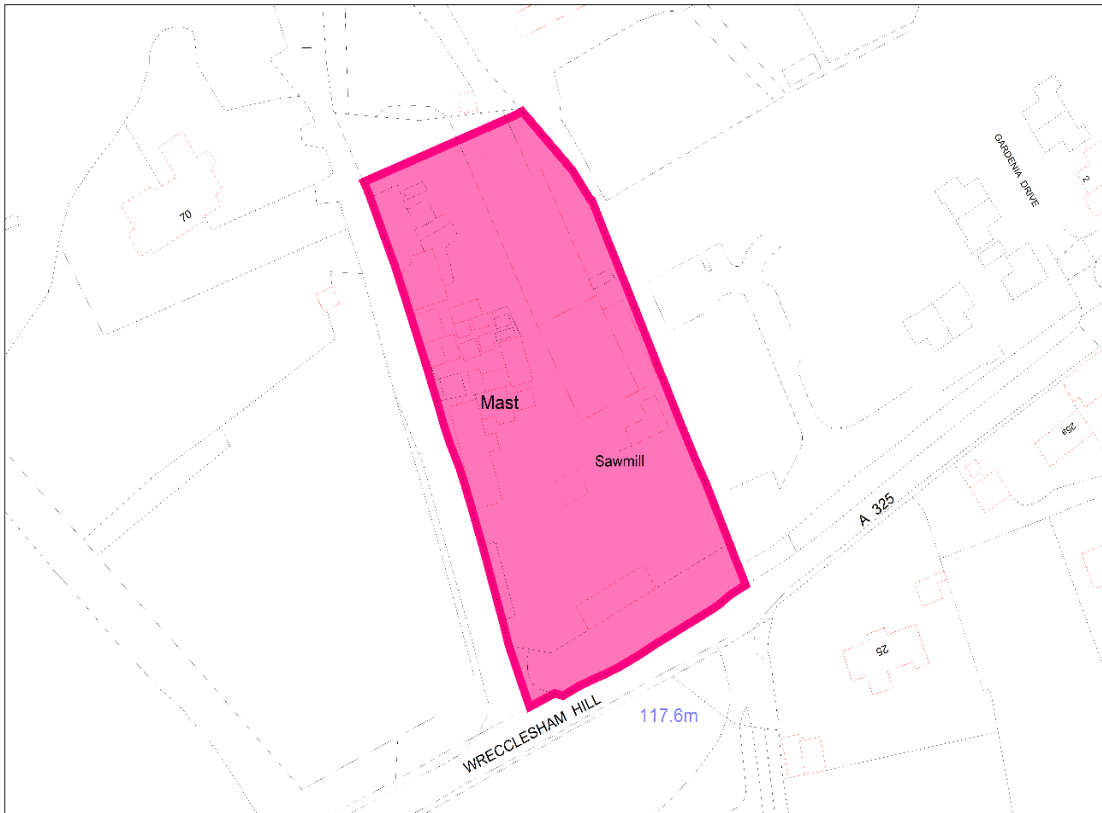 GARDENIA DRIVE
2
70
Mast
25a
Sawmill
A 325
25
WRECCLESHAM HILL
117.6m